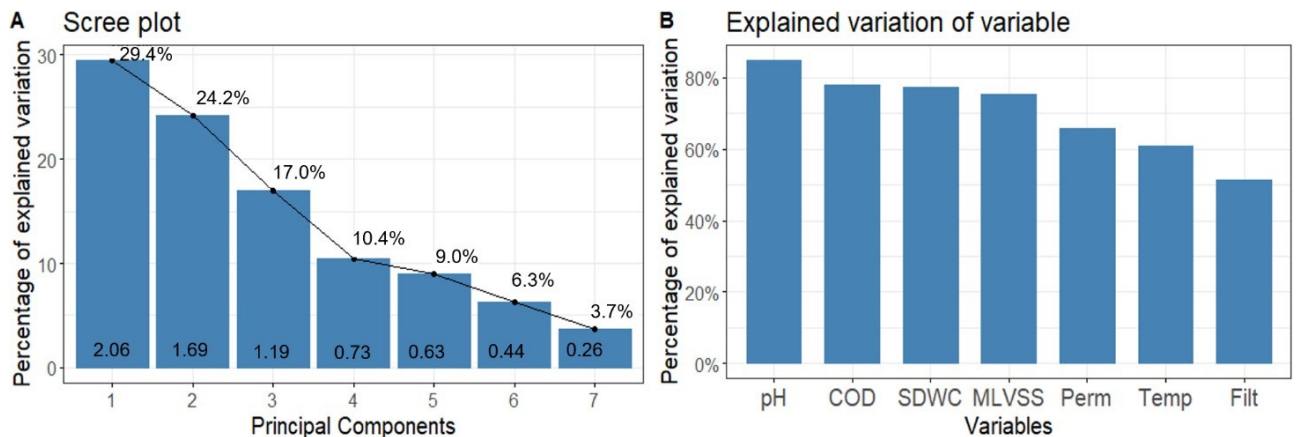 A Scree plot
Percentage of explained variation
30
20
10
0
29.4%
24.2%
17.0%
10.4%
9.0%
6.3%
3.7%
2.06 1.69 1.19 0.73 0.63 0.44 0.26
1 2 3 4 5 6 7
Principal Components
B Explained variation of variable
Percentage of explained variation
80%
60%
40%
20%
0%
pH COD SDWC MLVSS Perm Temp Filt
Variables